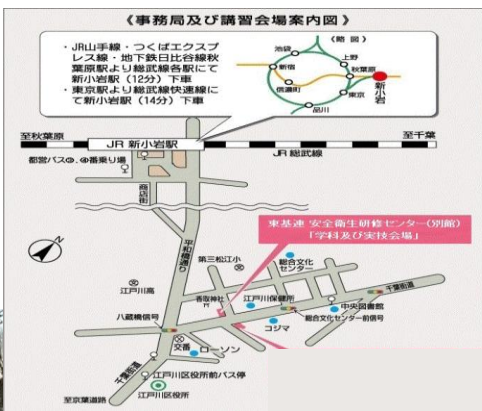 《事務局及び講習会場案内図》
・JR山手線・つくばエクスプ
レス線・地下鉄日比谷線秋
葉原駅より総武線各駅にて
新小岩駅(12分)下車
・東京駅より総武線快速線に
て新小岩駅(14分)下車
(略図)
池袋
上野
新宿
秋葉原
信濃町
東京
品川
新小岩
至秋葉原
JR 新小岩駅
至千葉
JR 総武線
都営バス
番乗り場
商店街
平和橋通り
東基連 安全衛生研修センター(別館)
「学科及び実技会場」
N
第三松江小
総合文化
センター
江戸川高
香取神社
江戸川保健所
千葉街道
八蔵橋信号
中央図書館
コジマ
総合文化センター前信号
交番
ローソン
千葉街道
江戸川区役所前バス停
至京葉道路
江戸川区役所